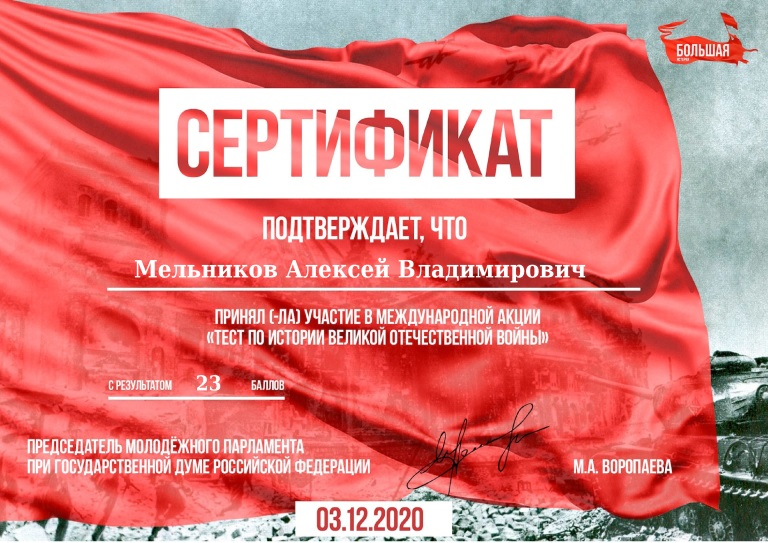 БОЛЬШАЯ
ИСТОРИЯ
СЕРТИФИКАТ
ПОДТВЕРЖДАЕТ, ЧТО
Мельников Алексей Владимирович
ПРИНЯЛ (-ЛА) УЧАСТИЕ В МЕЖДУНАРОДНОЙ АКЦИИ
«ТЕСТ ПО ИСТОРИИ ВЕЛИКОЙ ОТЕЧЕСТВЕННОЙ ВОЙНЫ»
С РЕЗУЛЬТАТОМ 23 БАЛЛОВ
ПРЕДСЕДАТЕЛЬ МОЛОДЁЖНОГО ПАРЛАМЕНТА
ПРИ ГОСУДАРСТВЕННОЙ ДУМЕ РОССИЙСКОЙ ФЕДЕРАЦИИ
М.А. ВОРОПАЕВА
03.12.2020